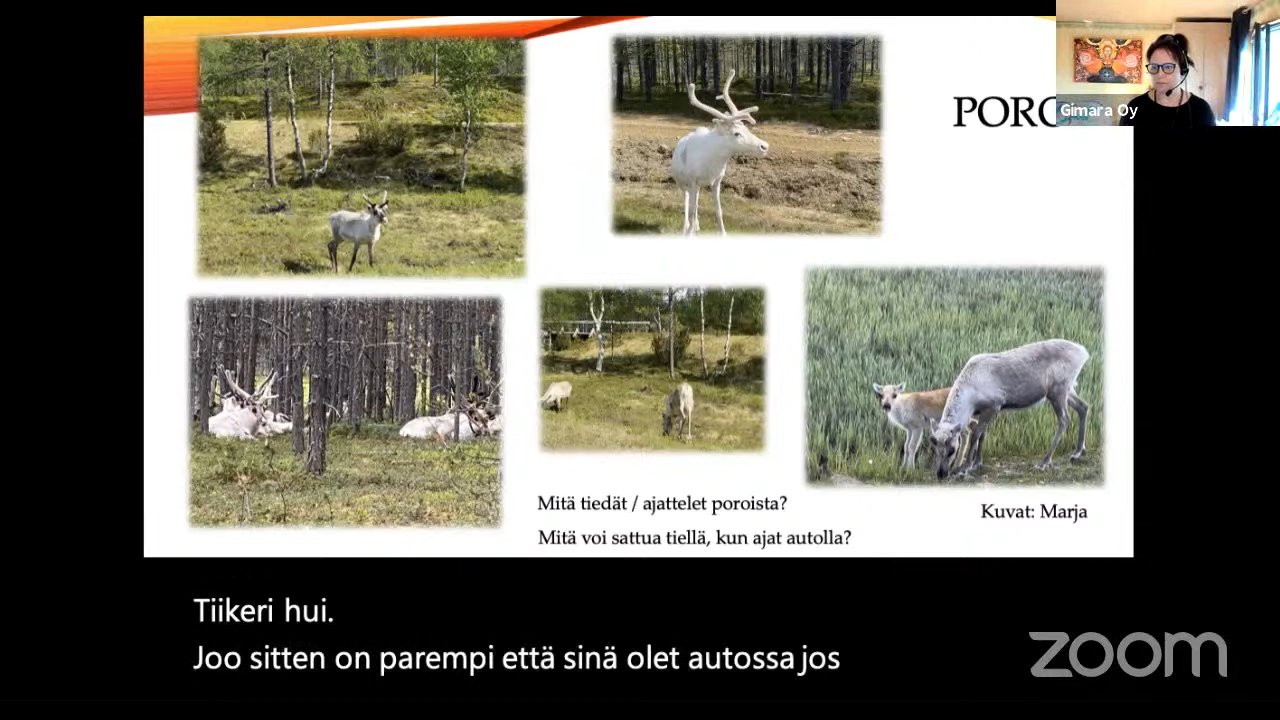 Gimara Oy
Mitä tiedät / ajattelet poroista?
Mitä voi sattua tiellä, kun ajat autolla?
Kuvat: Marja
Tiikeri hui.
Joo sitten on parempi että sinä olet autossa jos
zoom